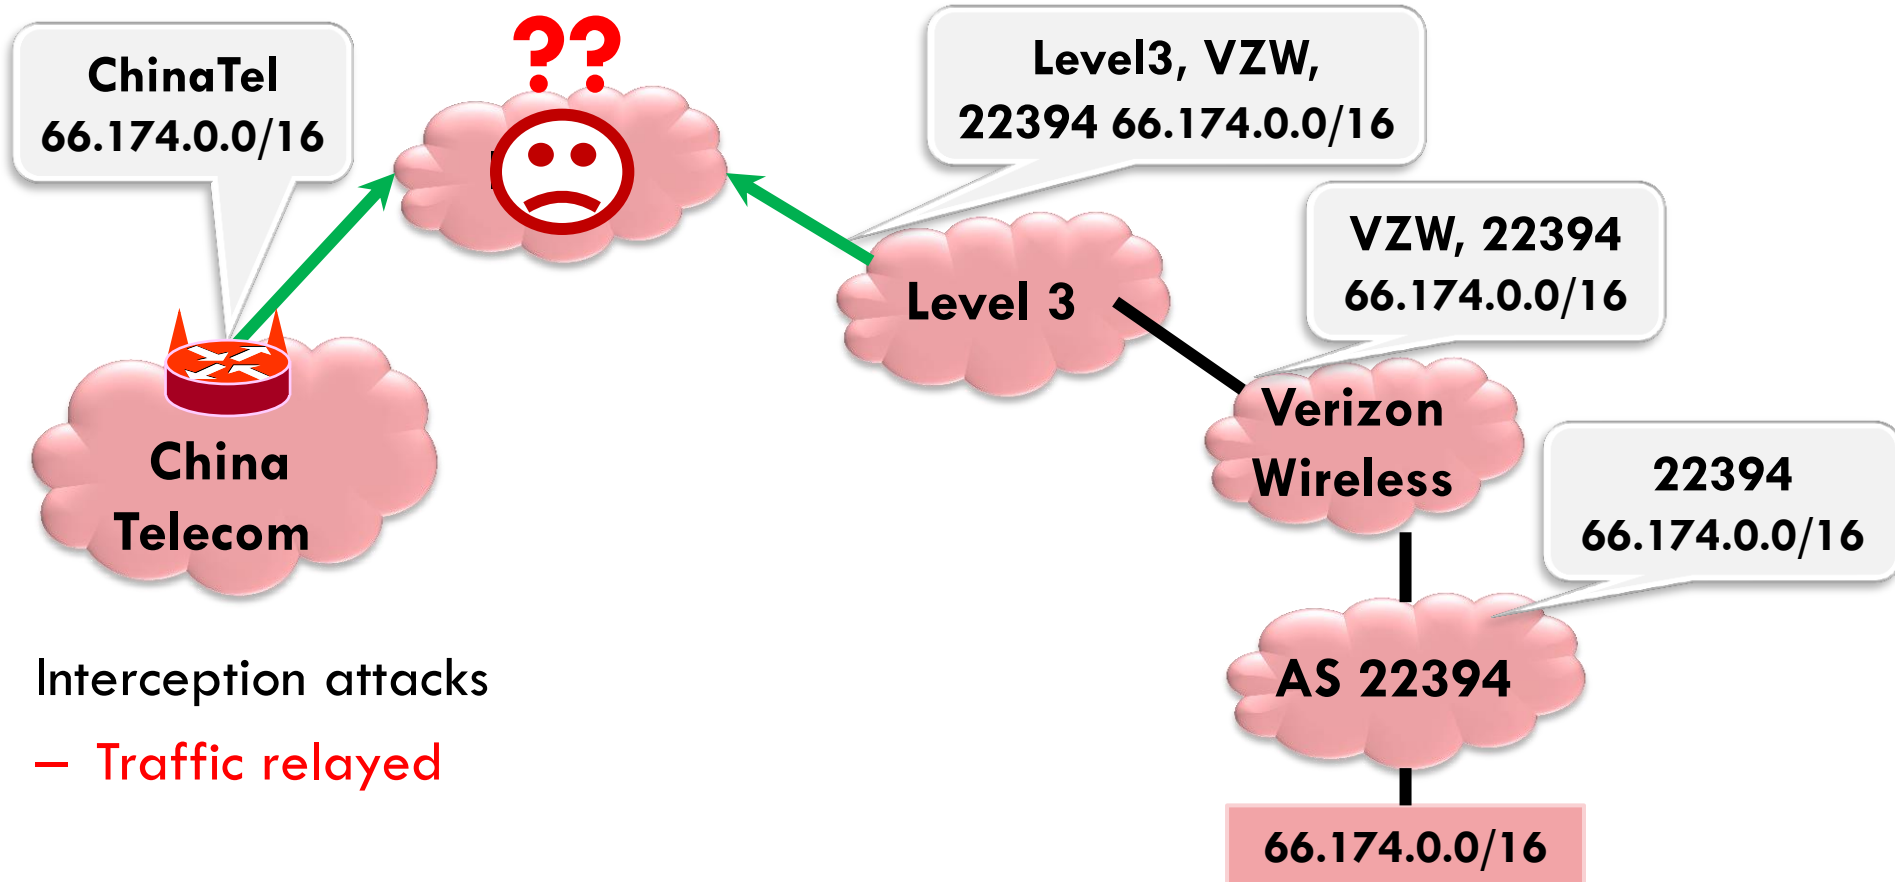 ??
ChinaTel
66.174.0.0/16
Level3, VZW,
22394 66.174.0.0/16
VZW, 22394
66.174.0.0/16
Level 3
China
Telecom
Verizon
Wireless
22394
66.174.0.0/16
AS 22394
66.174.0.0/16
Interception attacks
– Traffic relayed